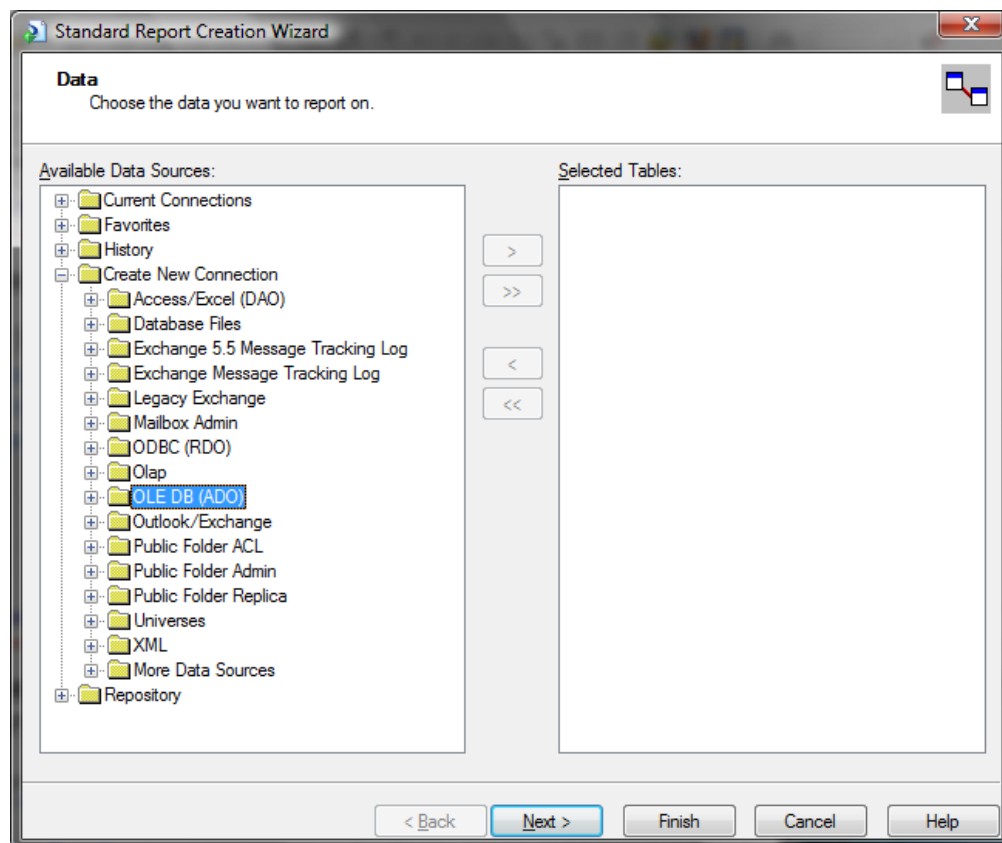 Standard Report Creation Wizard
Data
Choose the data you want to report on.
Available Data Sources:
Selected Tables:
Current Connections
Favorites
History
Create New Connection
Access/Excel (DAO)
Database Files
Exchange 5.5 Message Tracking Log
Exchange Message Tracking Log
Legacy Exchange
Mailbox Admin
ODBC (RDO)
Olap
OLE DB (ADO)
Outlook/Exchange
Public Folder ACL
Public Folder Admin
Public Folder Replica
Universes
XML
More Data Sources
Repository
>
>>
<
<<
< Back Next > Finish Cancel Help